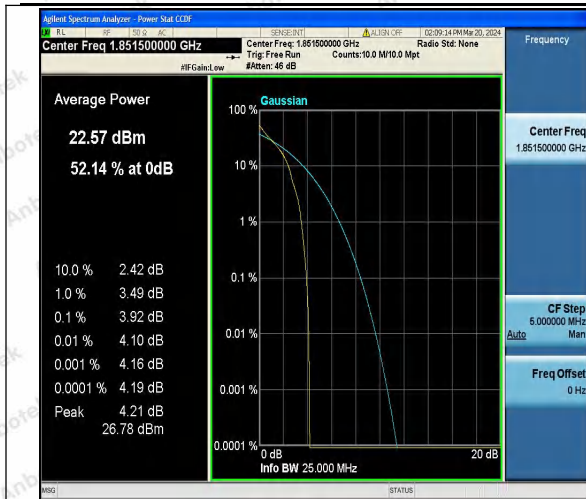 Agilent Spectrum Analyzer - Power Stat CCDF
RL RF 50 Ω AC SENSE:INT ALIGN OFF 02:09:14 PM Mar 20, 2024
Center Freq 1.851500000 GHz
Center Freq: 1.851500000 GHz Radio Std: None
Trig: Free Run Counts:10.0 M/10.0 Mpt
#IFGain:Low #Atten: 46 dB
Frequency
Average Power
22.57 dBm
52.14 % at 0dB
10.0 % 2.42 dB
1.0 % 3.49 dB
0.1 % 3.92 dB
0.01 % 4.10 dB
0.001 % 4.16 dB
0.0001 % 4.19 dB
Peak 4.21 dB
26.78 dBm
Gaussian
100 %
10 %
1 %
0.1 %
0.01 %
0.001 %
0.0001 %
0 dB 20 dB
Info BW 25.000 MHz
Center Freq
1.851500000 GHz
CF Step
5.000000 MHz
Auto Man
Freq Offset
0 Hz
MSG STATUS